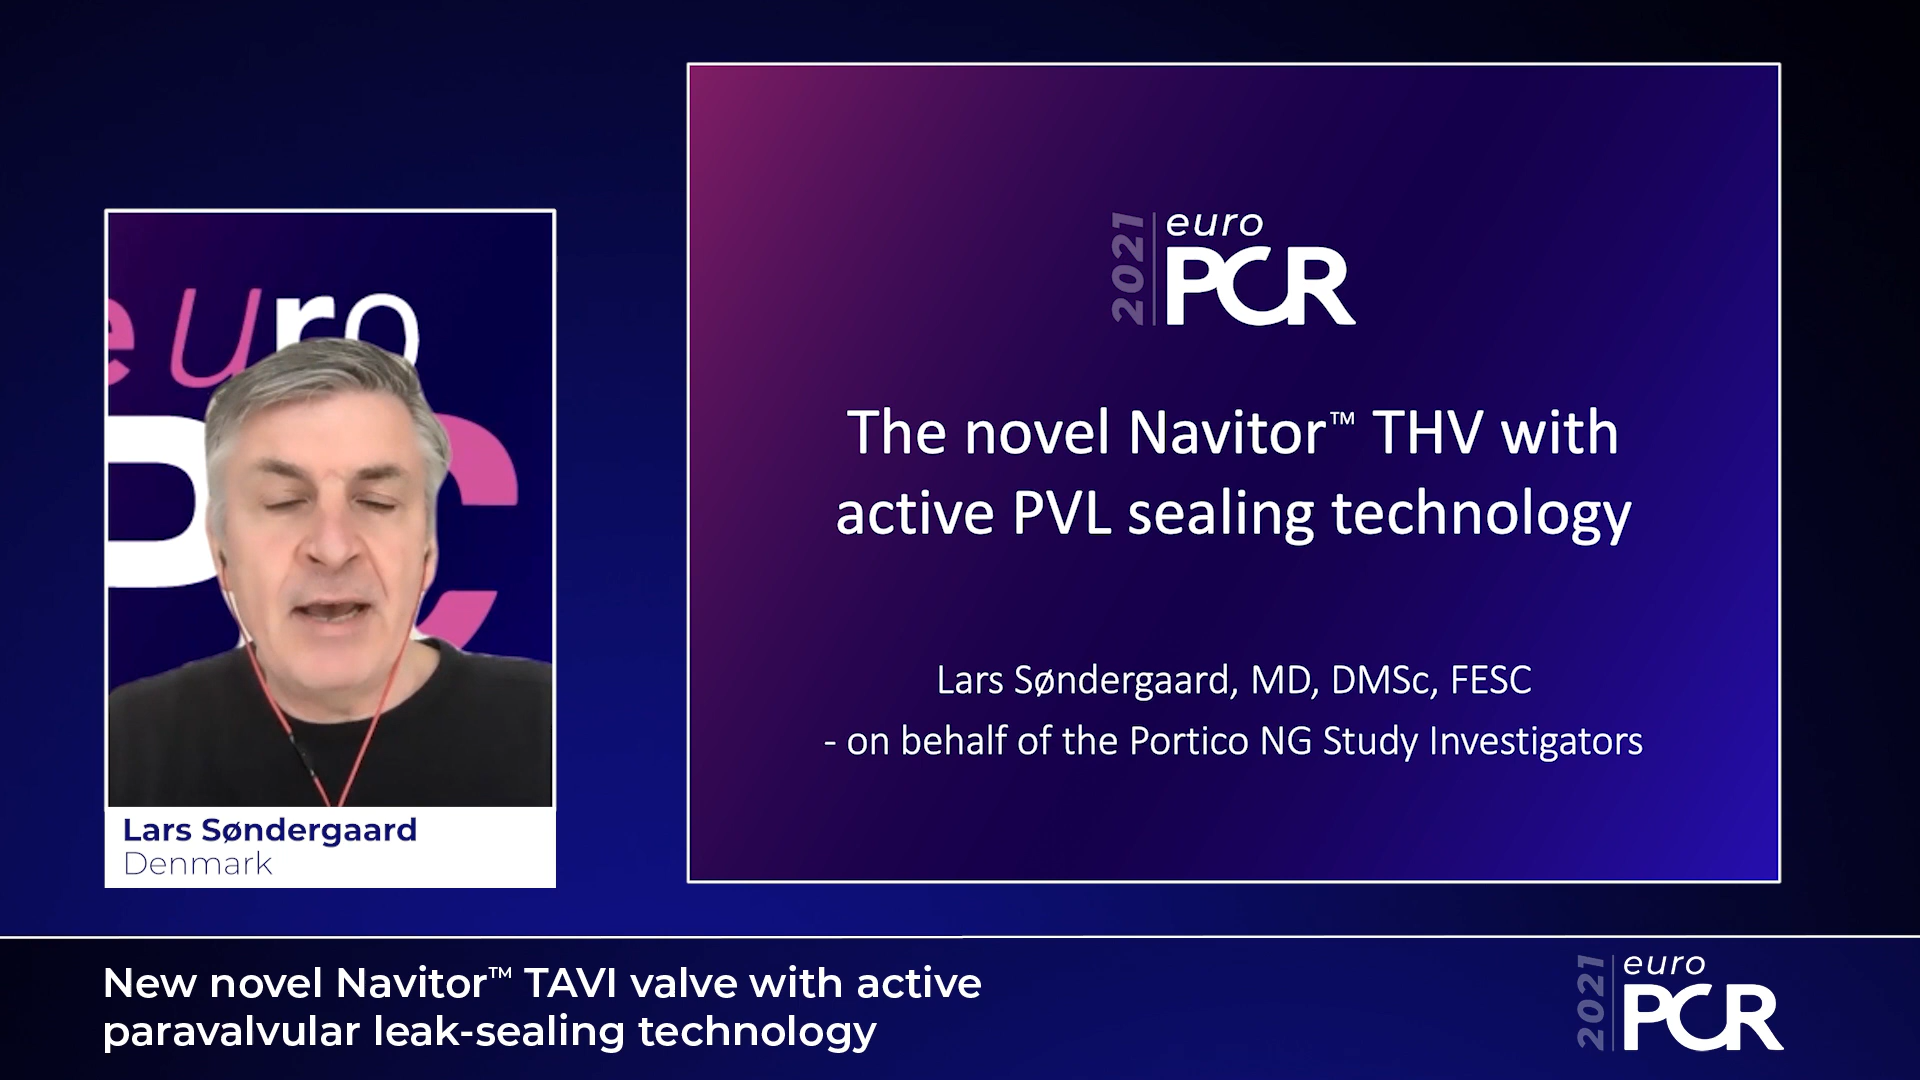 2021
euro
PCR
The novel Navitor™ THV with
active PVL sealing technology
Lars Søndergaard, MD, DMSc, FESC
- on behalf of the Portico NG Study Investigators
euro
PC
Lars Søndergaard
Denmark
New novel Navitor™ TAVI valve with active
paravalvular leak-sealing technology
2021
euro
PCR